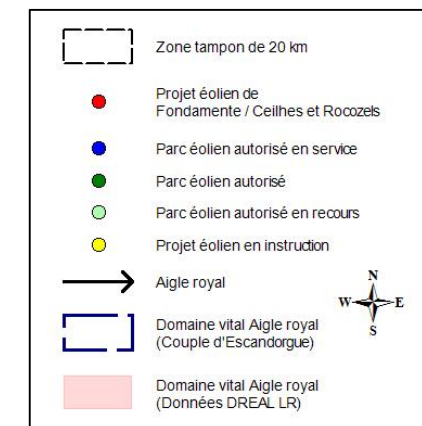 Zone tampon de 20 km
Projet éolien de
Fondamente / Ceilhes et Rocozels
Parc éolien autorisé en service
Parc éolien autorisé
Parc éolien autorisé en recours
Projet éolien en instruction
Aigle royal
N
W E
S
Domaine vital Aigle royal
(Couple d'Escandorgue)
Domaine vital Aigle royal
(Données DREAL LR)